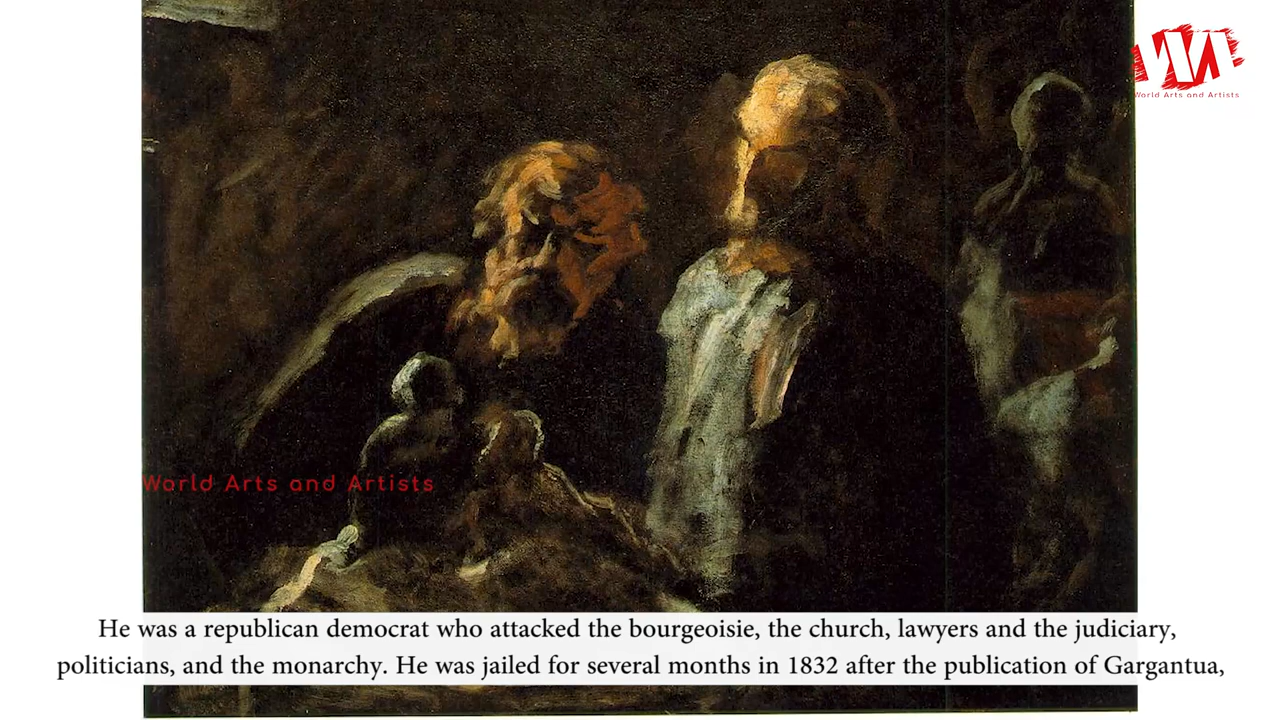 World Arts and Artists
World Arts and Artists
He was a republican democrat who attacked the bourgeoisie, the church, lawyers and the judiciary,
politicians, and the monarchy. He was jailed for several months in 1832 after the publication of Gargantua,